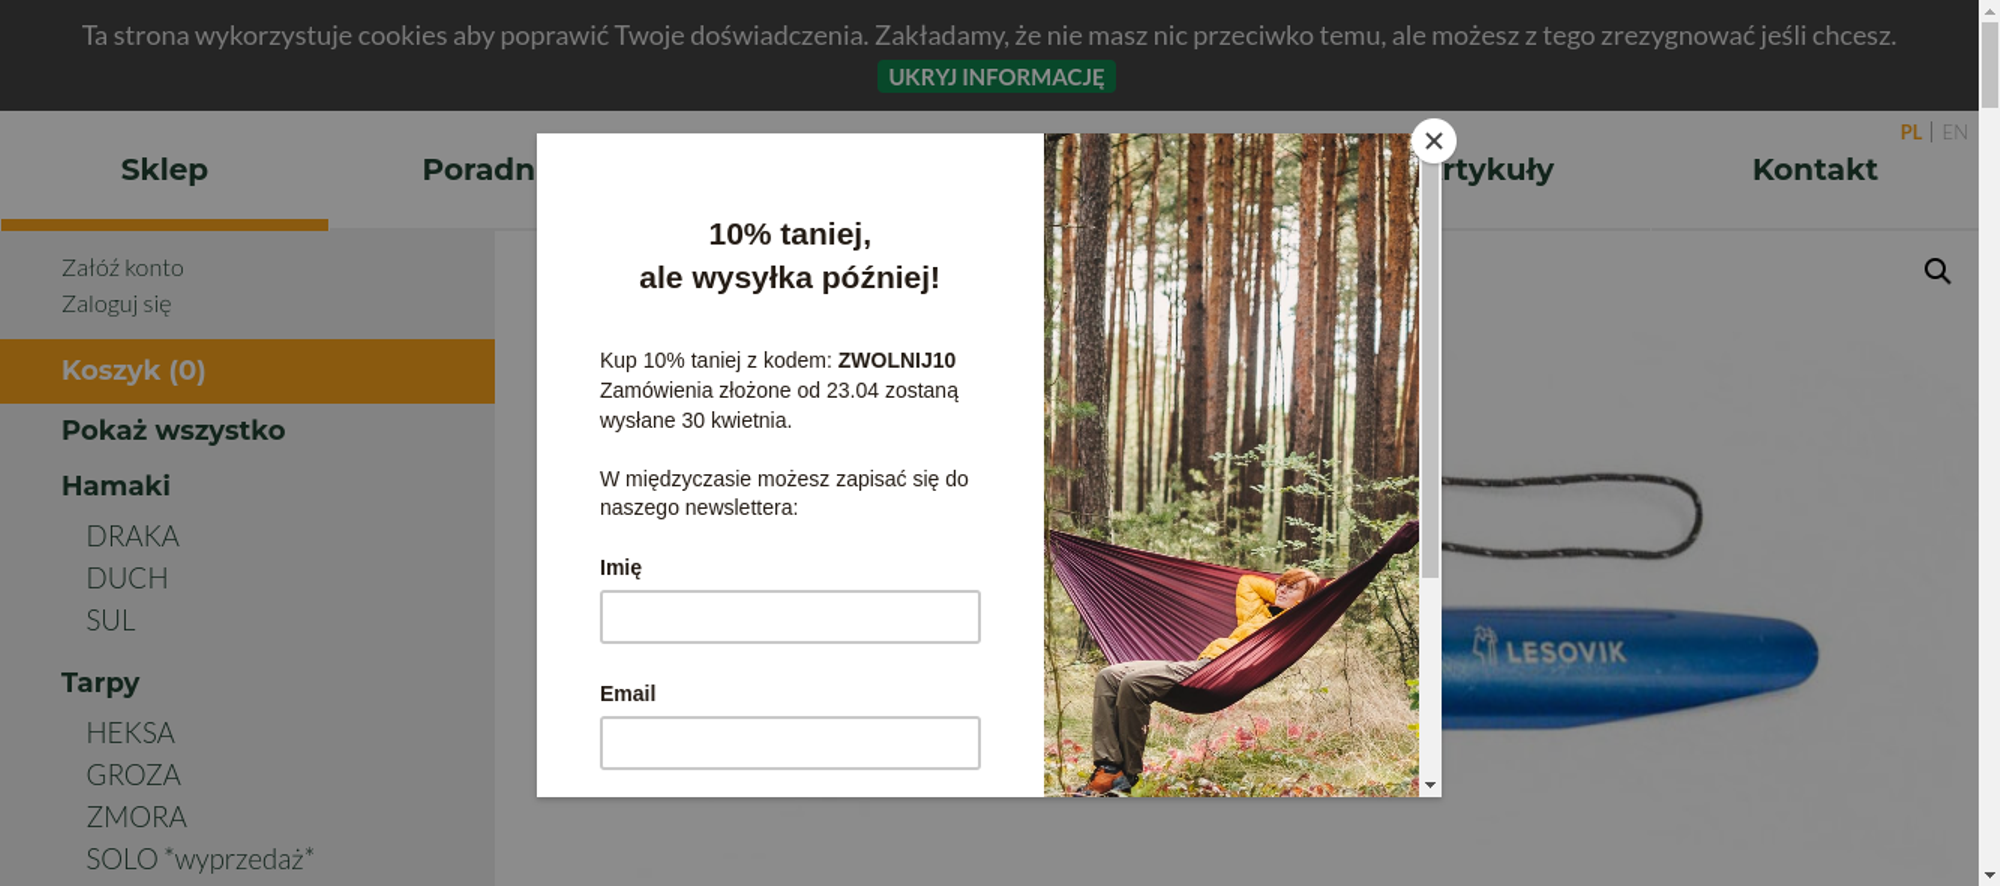 Ta strona wykorzystuje cookies aby poprawić Twoje doświadczenia. Zakładamy, że nie masz nic przeciwko temu, ale możesz z tego zrezygnować jeśli chcesz.
UKRYJ INFORMACJĘ
PL | EN
Sklep
Poradn
rtykuły
Kontakt
Załóż konto
Zaloguj się
Koszyk (0)
Pokaż wszystko
Hamaki
DRAKA
DUCH
SUL
Tarpy
HEKSA
GROZA
ZMORA
SOLO *wyprzedaż*
10% taniej,
ale wysyłka później!
Kup 10% taniej z kodem: ZWOLNIJ10
Zamówienia złożone od 23.04 zostaną
wysłane 30 kwietnia.
W międzyczasie możesz zapisać się do
naszego newslettera:
Imię
Email
LESOVIK